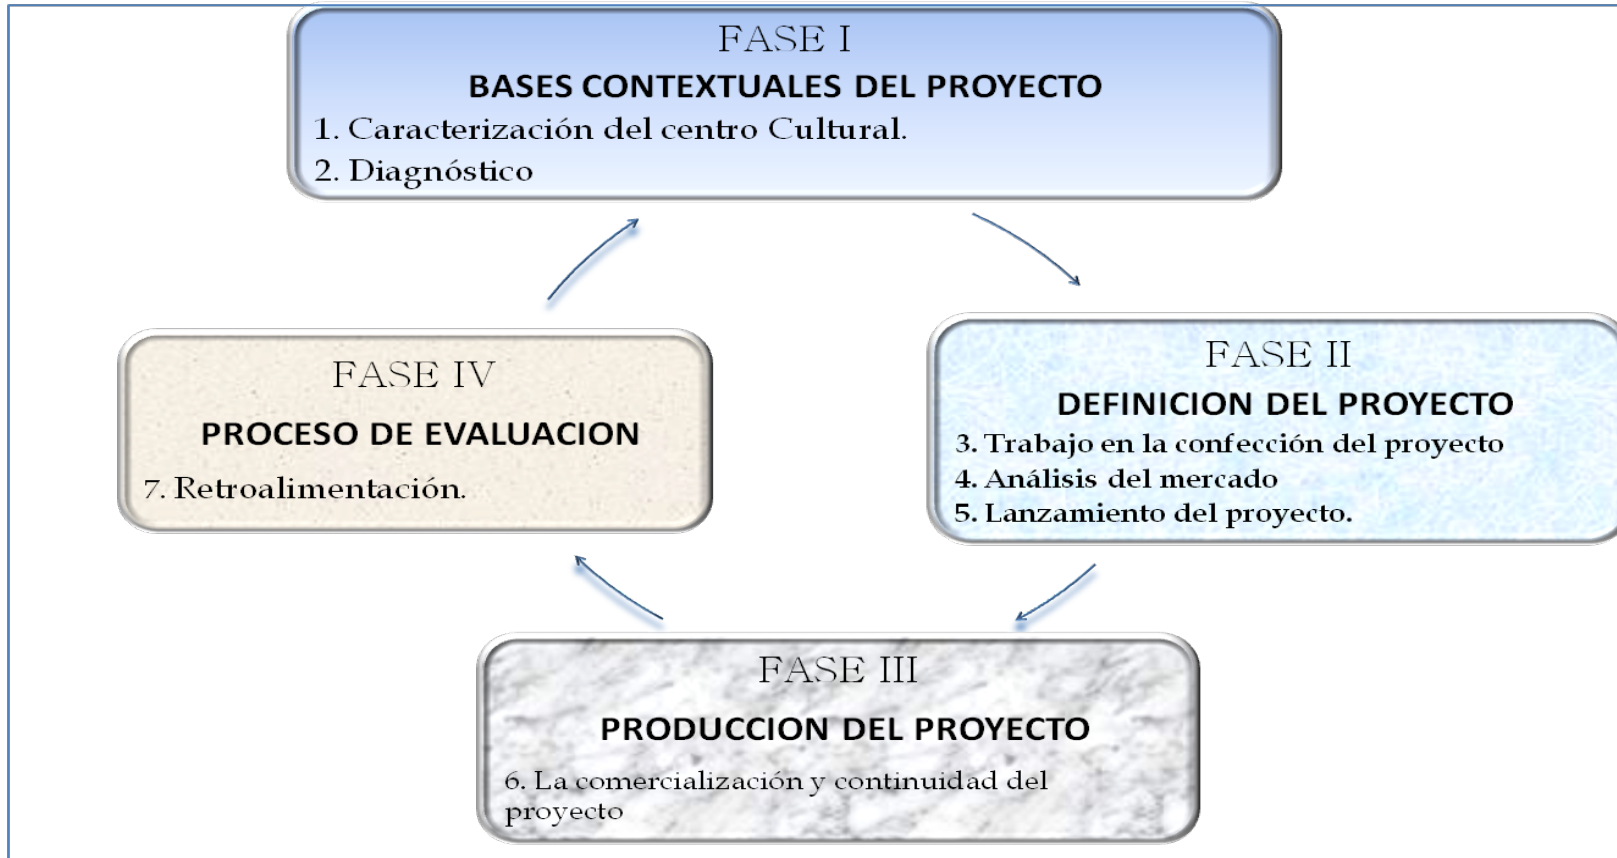 FASE I
BASES CONTEXTUALES DEL PROYECTO
1. Caracterización del centro Cultural.
2. Diagnóstico
FASE II
DEFINICION DEL PROYECTO
3. Trabajo en la confección del proyecto
4. Análisis del mercado
5. Lanzamiento del proyecto.
FASE III
PRODUCCION DEL PROYECTO
6. La comercialización y continuidad del
proyecto
FASE IV
PROCESO DE EVALUACION
7. Retroalimentación.